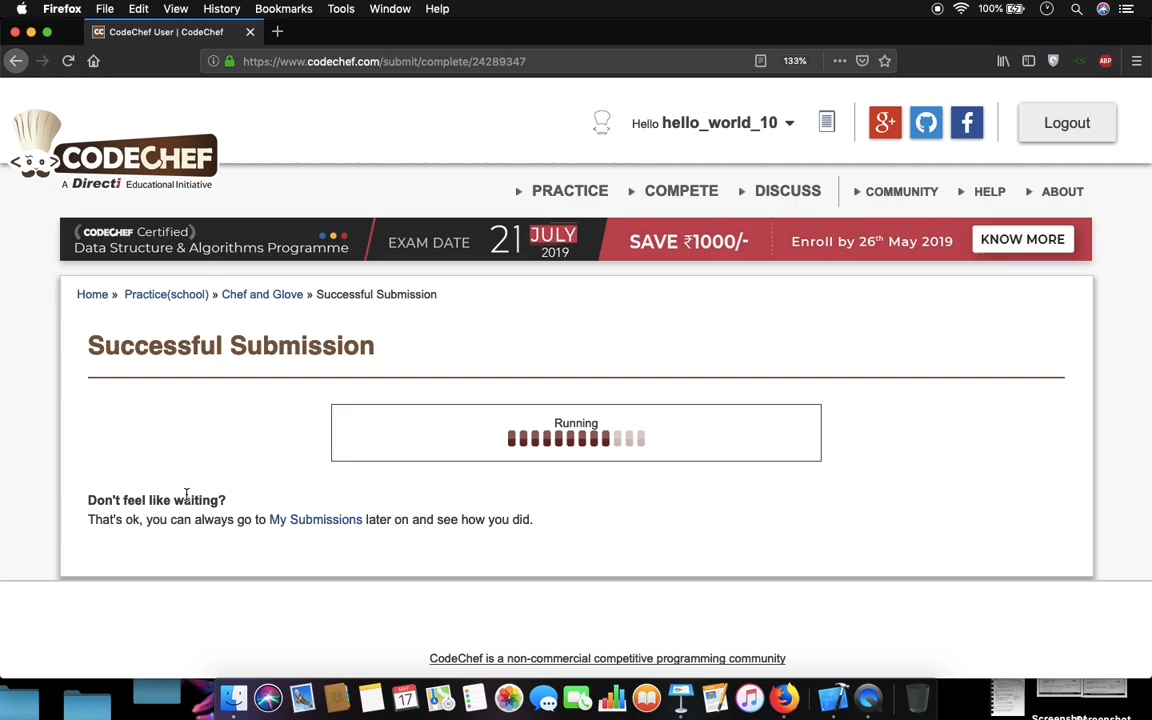 Firefox File Edit View History Bookmarks Tools Window Help 100%
CC CodeChef User | CodeChef
https://www.codechef.com/submit/complete/24289347 133% ABP
Hello hello_world_10 Logout
CODECHEF
A Directi Educational Initiative
PRACTICE COMPETE DISCUSS COMMUNITY HELP ABOUT
CODECHEF Certified
Data Structure & Algorithms Programme
EXAM DATE 21 JULY 2019
SAVE ₹1000/- Enroll by 26th May 2019 KNOW MORE
Home » Practice(school) » Chef and Glove » Successful Submission
Successful Submission
Running
Don't feel like waiting?
That's ok, you can always go to My Submissions later on and see how you did.
CodeChef is a non-commercial competitive programming community
MAY 17